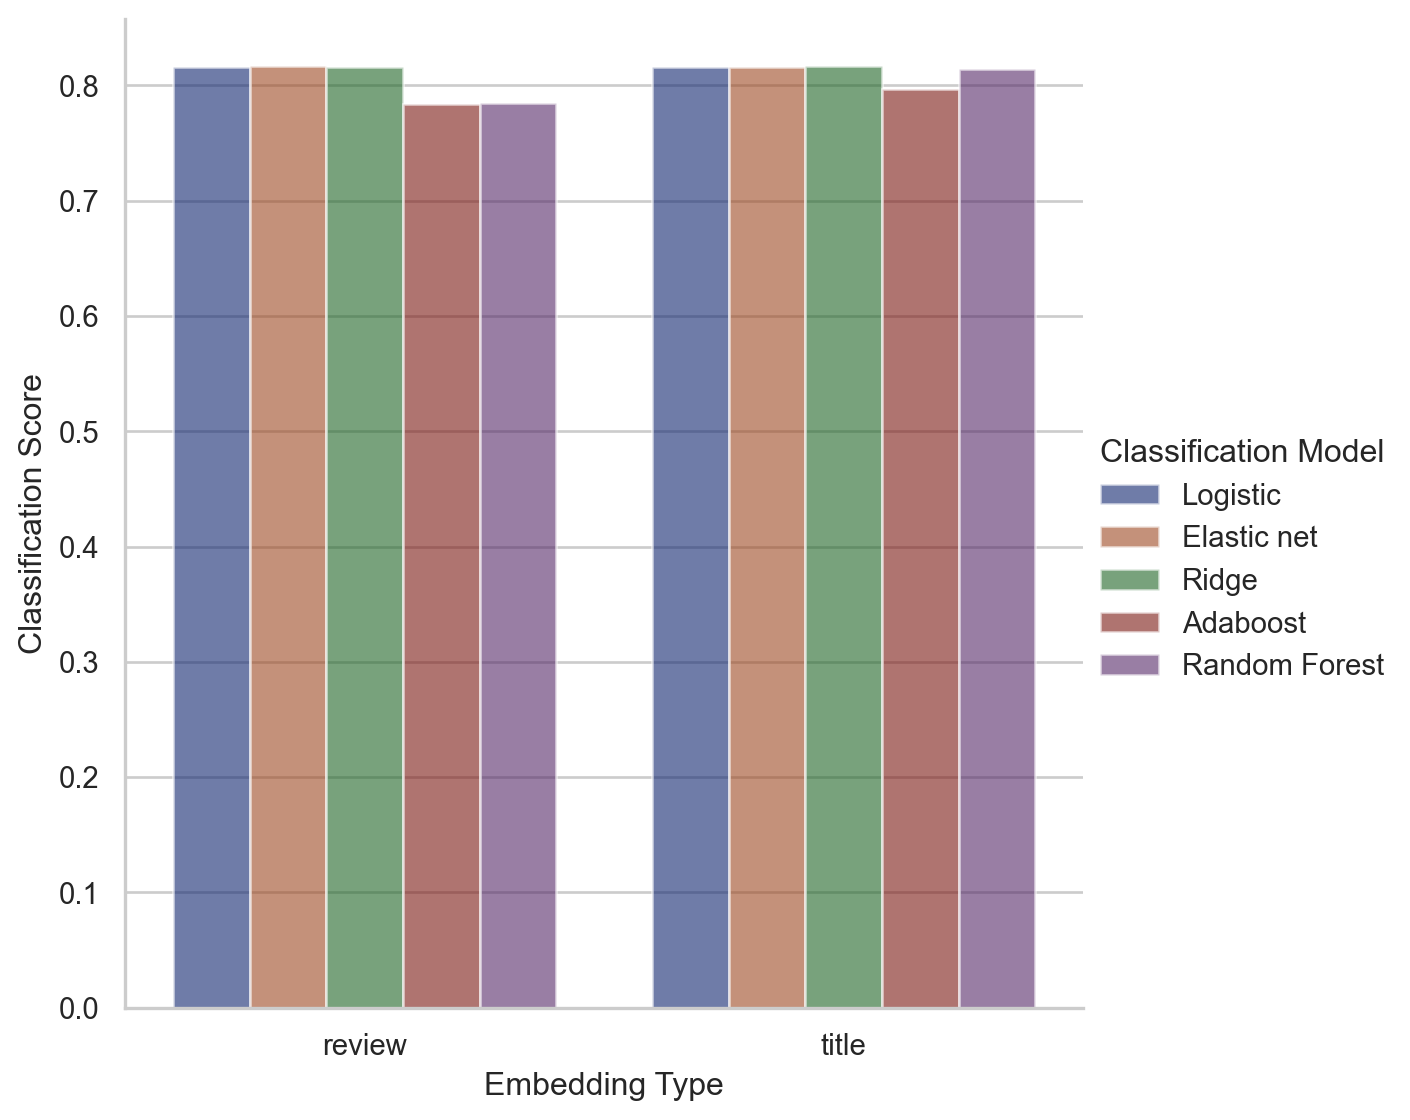 0.8
0.7
0.6
0.5
0.4
0.3
0.2
0.1
0.0
Classification Score
review
title
Embedding Type
Classification Model
Logistic
Elastic net
Ridge
Adaboost
Random Forest